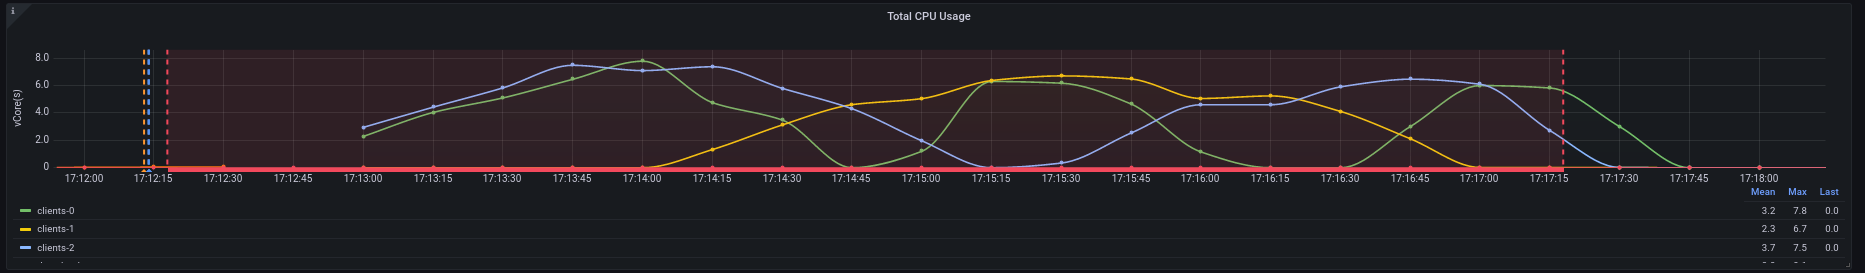 i
Total CPU Usage
vCore(s)
8.0
6.0
4.0
2.0
0
17:12:00 17:12:15 17:12:30 17:12:45 17:13:00 17:13:15 17:13:30 17:13:45 17:14:00 17:14:15 17:14:30 17:14:45 17:15:00 17:15:15 17:15:30 17:15:45 17:16:00 17:16:15 17:16:30 17:16:45 17:17:00 17:17:15 17:17:30 17:17:45 17:18:00
Mean Max Last
clients-0 3.2 7.8 0.0
clients-1 2.3 6.7 0.0
clients-2 3.7 7.5 0.0